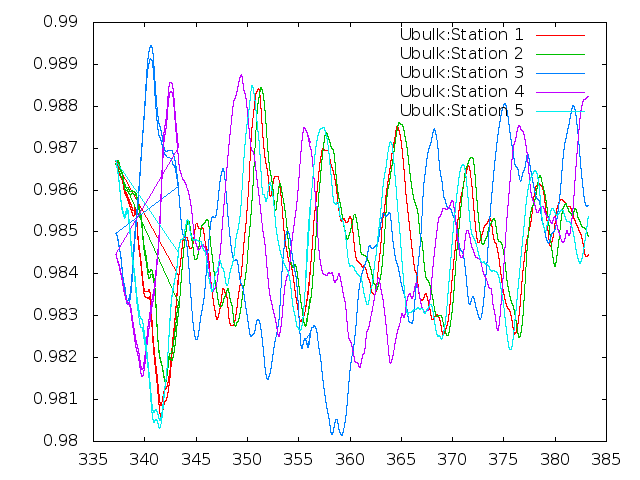 0.99
0.989
0.988
0.987
0.986
0.985
0.984
0.983
0.982
0.981
0.98
335 340 345 350 355 360 365 370 375 380 385
Ubulk:Station 1
Ubulk:Station 2
Ubulk:Station 3
Ubulk:Station 4
Ubulk:Station 5